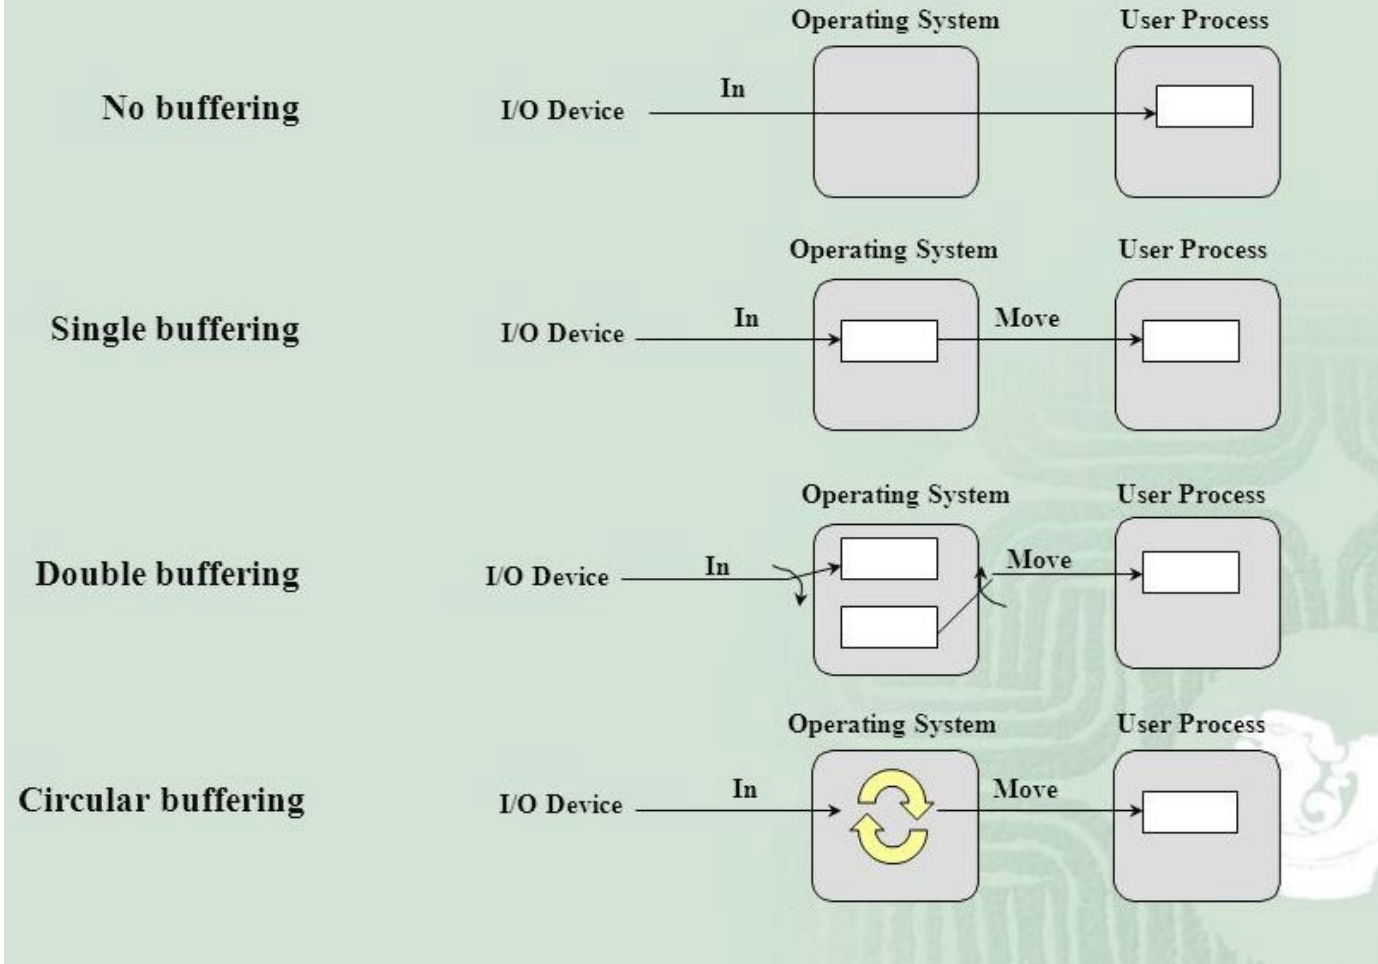 Operating System User Process
No buffering I/O Device In
Operating System User Process
Single buffering I/O Device In Move
Operating System User Process
Double buffering I/O Device In Move
Operating System User Process
Circular buffering I/O Device In Move